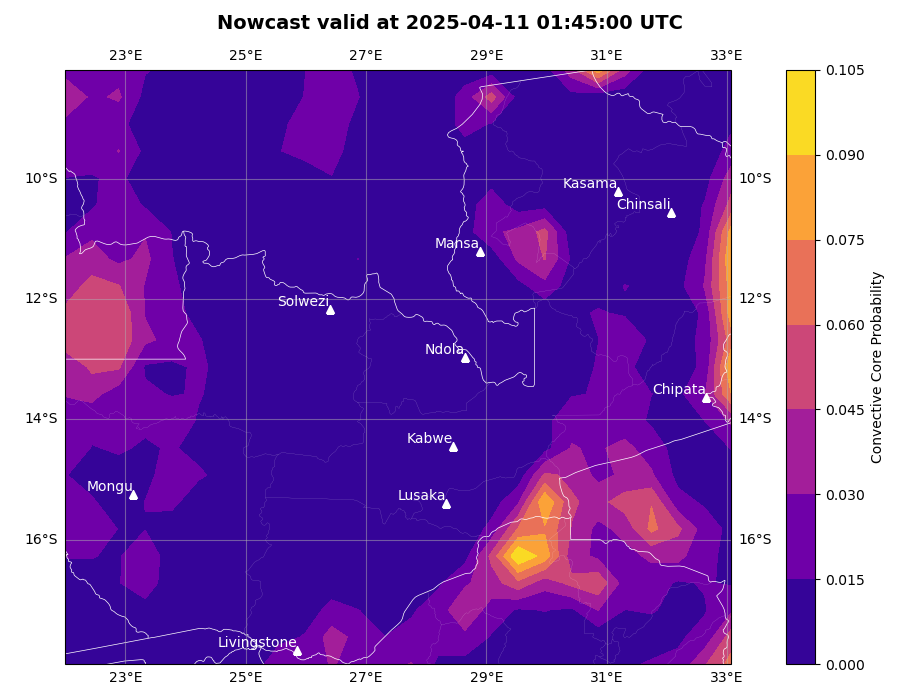 Nowcast valid at 2025-04-11 01:45:00 UTC
23°E 25°E 27°E 29°E 31°E 33°E
0.105
0.090
10°S 10°S
Kasama
Chinsali
0.075
Mansa
12°S 12°S
Solwezi
0.060
Ndola
Chipata
0.045
14°S 14°S
Kabwe
Mongu
Lusaka
0.030
16°S 16°S
0.015
Livingstone
0.000
23°E 25°E 27°E 29°E 31°E 33°E
Convective Core Probability